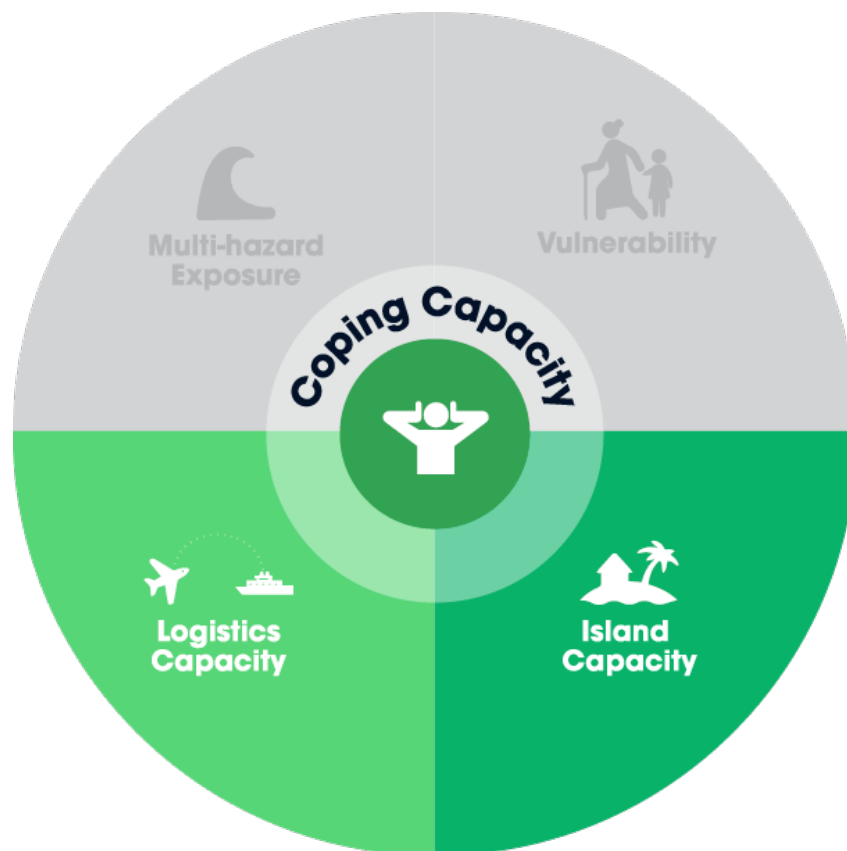 Multi-hazard
Exposure
Vulnerability
Coping Capacity
Logistics
Capacity
Island
Capacity